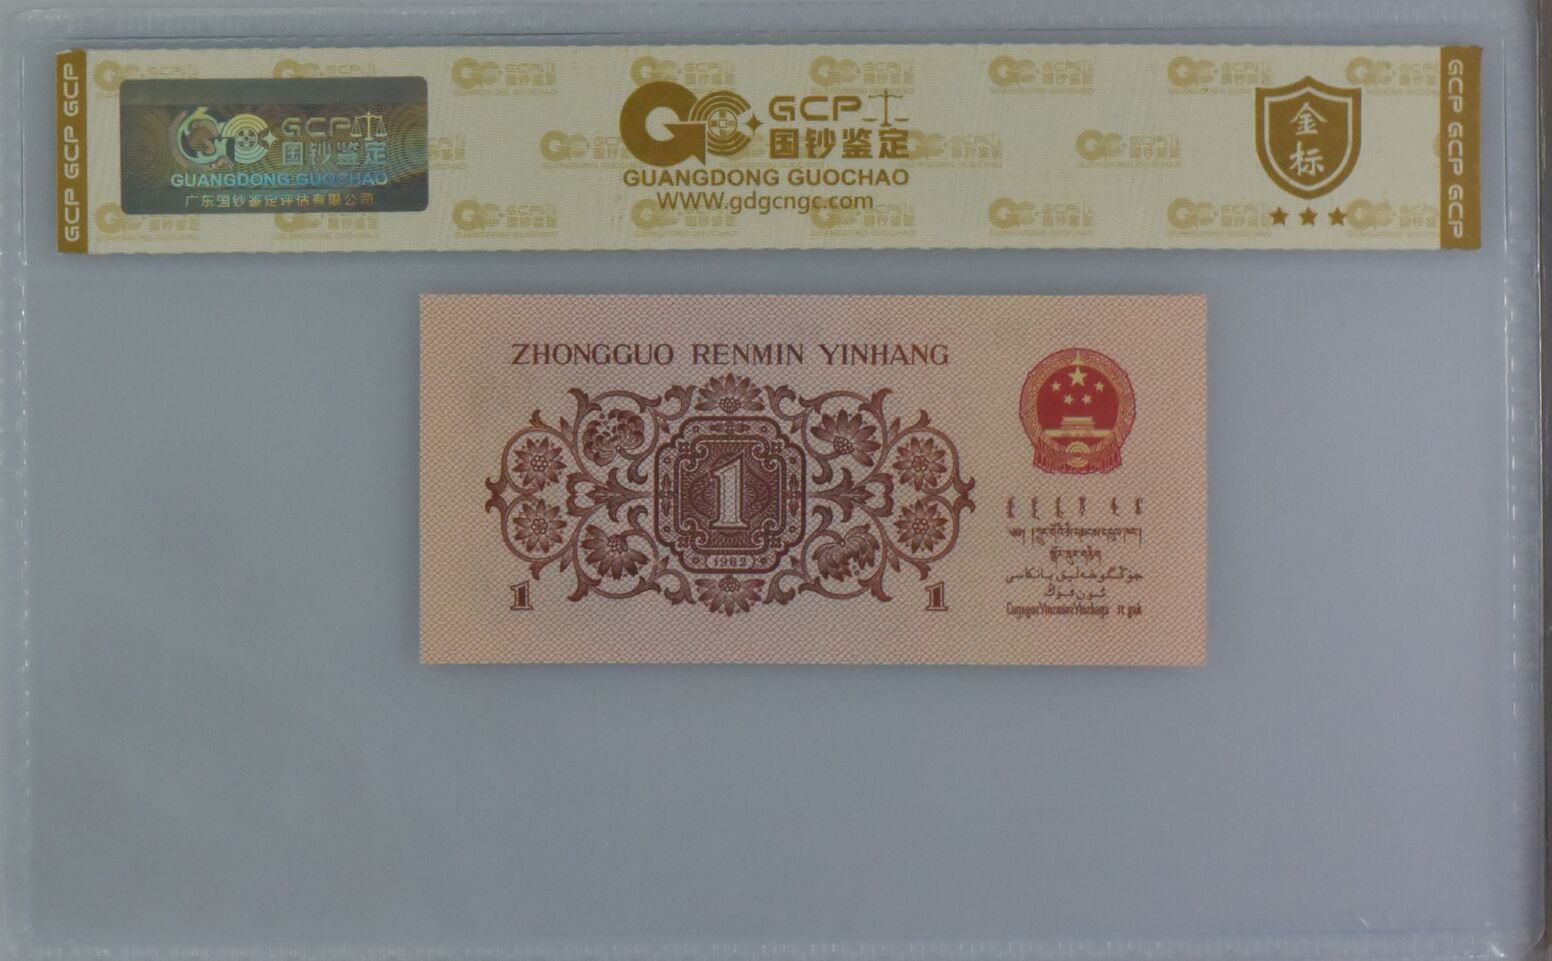 GCP GCP GCP
GCP
国钞鉴定
GUANGDONG GUOCHAO
广东国钞鉴定评估有限公司
GCP
国钞鉴定
GUANGDONG GUOCHAO
WWW.gdgcngc.com
金标
GCP GCP GCP
ZHONGGUO RENMIN YINHANG
1
(1962)
1
1